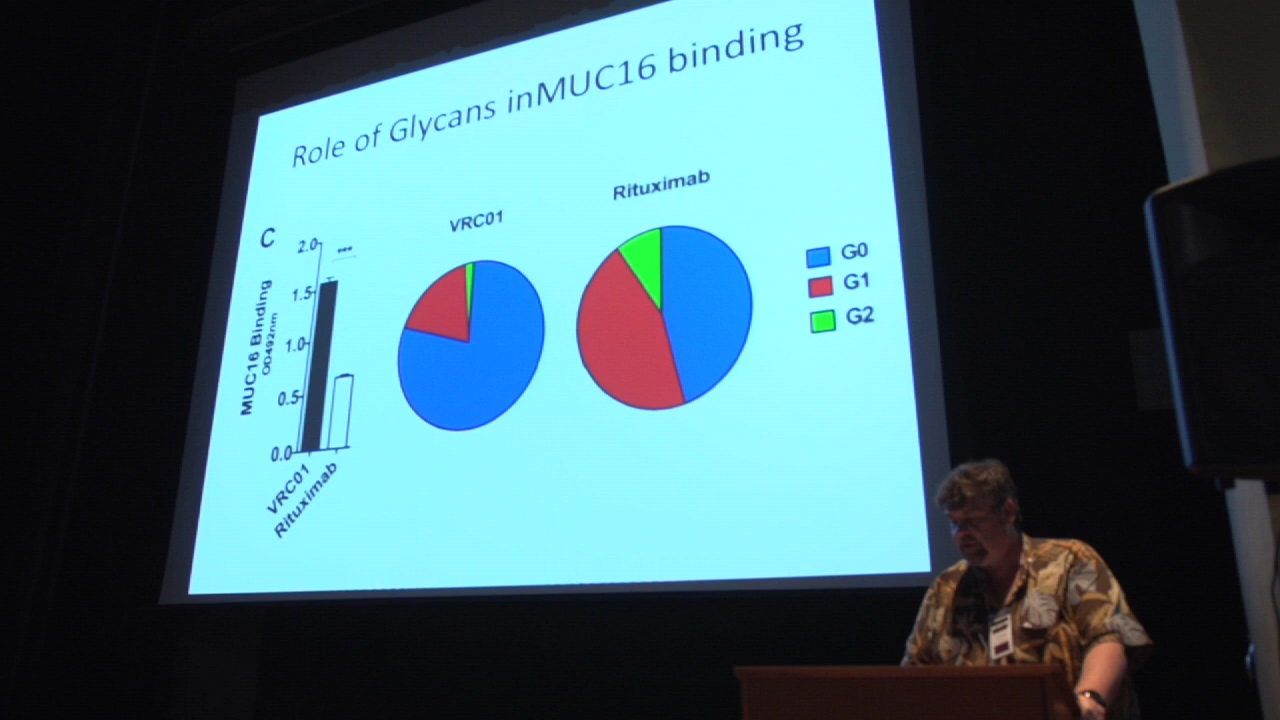 Role of Glycans inMUC16 binding
C
MUC16 Binding
OD492nm
2.0
1.5
1.0
0.5
0.0
***
VRC01
Rituximab
VRC01
Rituximab
G0
G1
G2